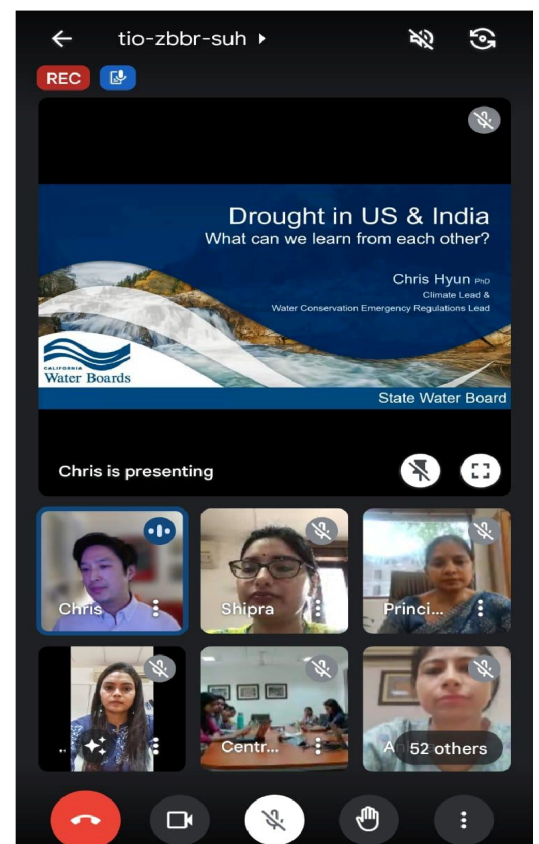 tio-zbbr-suh
REC
Drought in US & India
What can we learn from each other?
Chris Hyun PhD
Climate Lead &
Water Conservation Emergency Regulations Lead
CALIFORNIA
Water Boards
State Water Board
Chris is presenting
Chris
Shipra
Princi...
..
Centr...
52 others